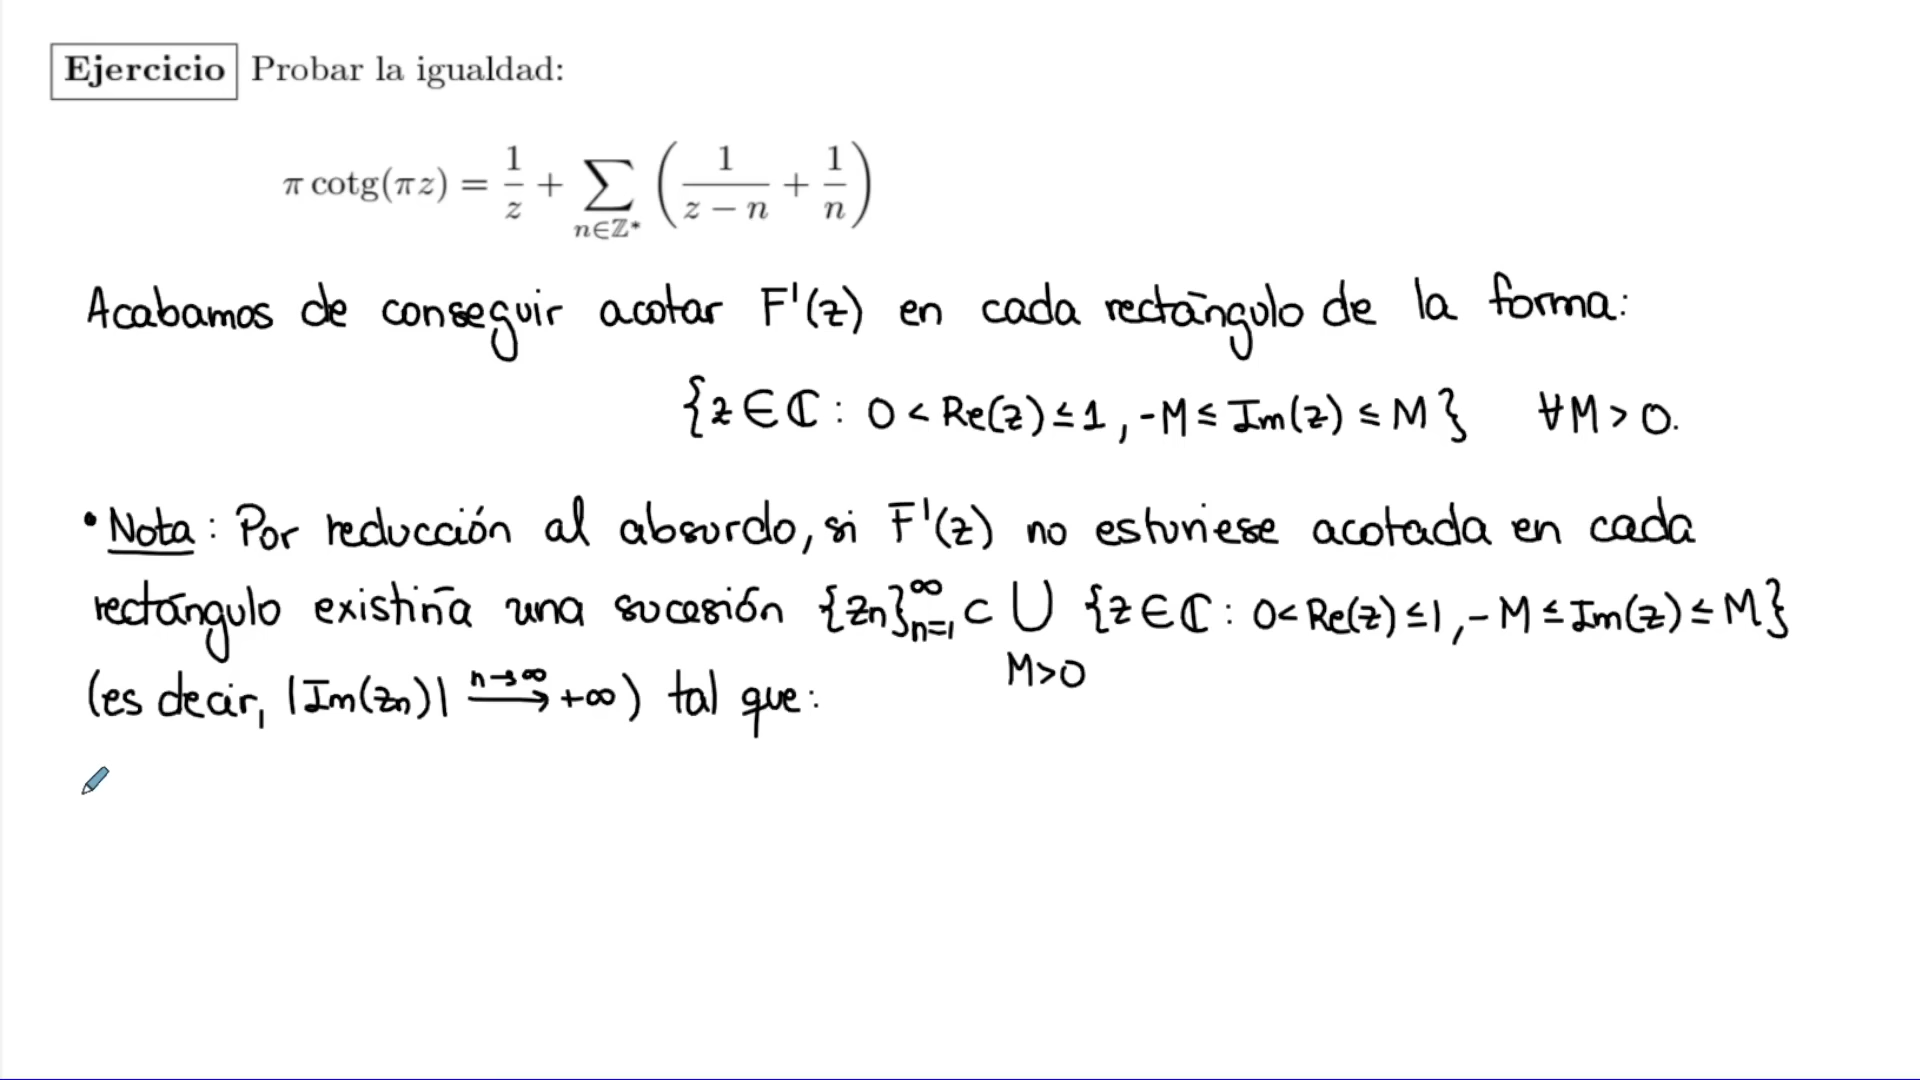 Ejercicio Probar la igualdad:
π cotg(πz) = 1/z + ∑_{n∈ℤ*} (1/(z − n) + 1/n)
Acabamos de conseguir acotar F'(z) en cada rectángulo de la forma:
{z ∈ ℂ : 0 < Re(z) ≤ 1, -M ≤ Im(z) ≤ M} ∀M > 0.
• Nota: Por reducción al absurdo, si F'(z) no estuviese acotada en cada
rectángulo existiría una sucesión {zn}_{n=1}^∞ ⊂ ⋃_{M>0} {z ∈ ℂ : 0 < Re(z) ≤ 1, -M ≤ Im(z) ≤ M}
(es decir, |Im(zn)| \xrightarrow{n→∞} +∞) tal que: